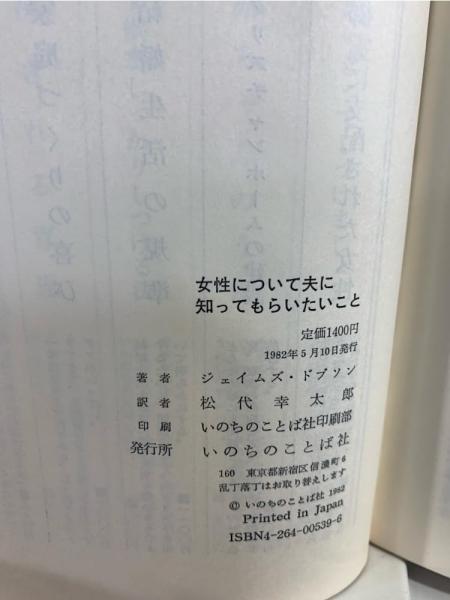 女性について夫に
知ってもらいたいこと
定価1400円
1982年5月10日発行
著者 ジェイムズ・ドブソン
訳者 松代幸太郎
印刷 いのちのことば社印刷部
発行所 いのちのことば社
160 東京都新宿区信濃町6
乱丁落丁はお取り替えします
© いのちのことば社 1982
Printed in Japan
ISBN4-264-00539-6